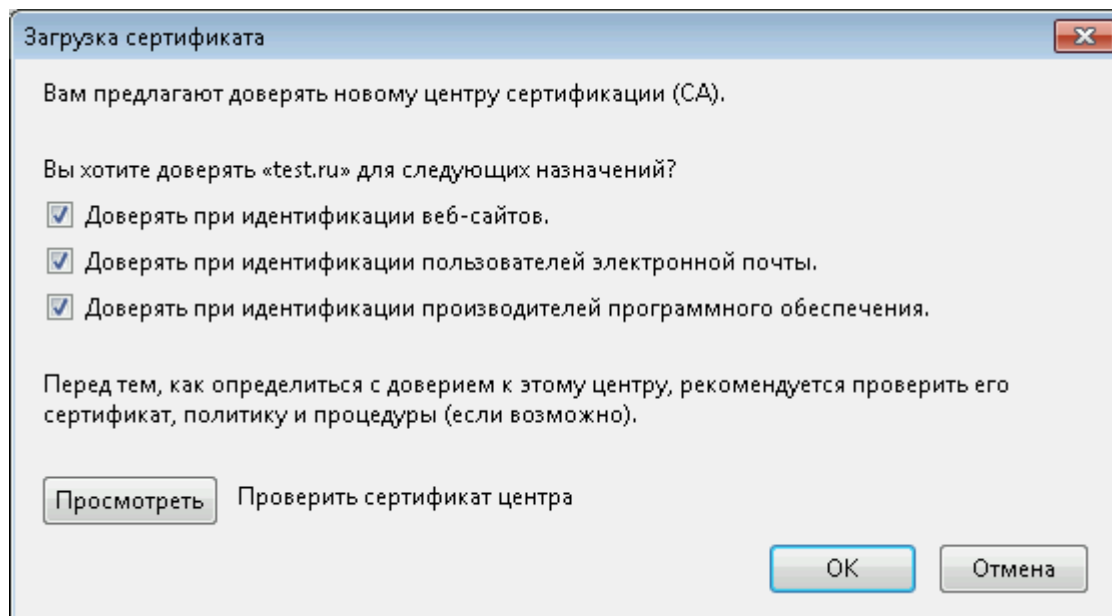 Загрузка сертификата
Вам предлагают доверять новому центру сертификации (CA).
Вы хотите доверять «test.ru» для следующих назначений?
Доверять при идентификации веб-сайтов.
Доверять при идентификации пользователей электронной почты.
Доверять при идентификации производителей программного обеспечения.
Перед тем, как определиться с доверием к этому центру, рекомендуется проверить его
сертификат, политику и процедуры (если возможно).
Просмотреть Проверить сертификат центра
OK Отмена